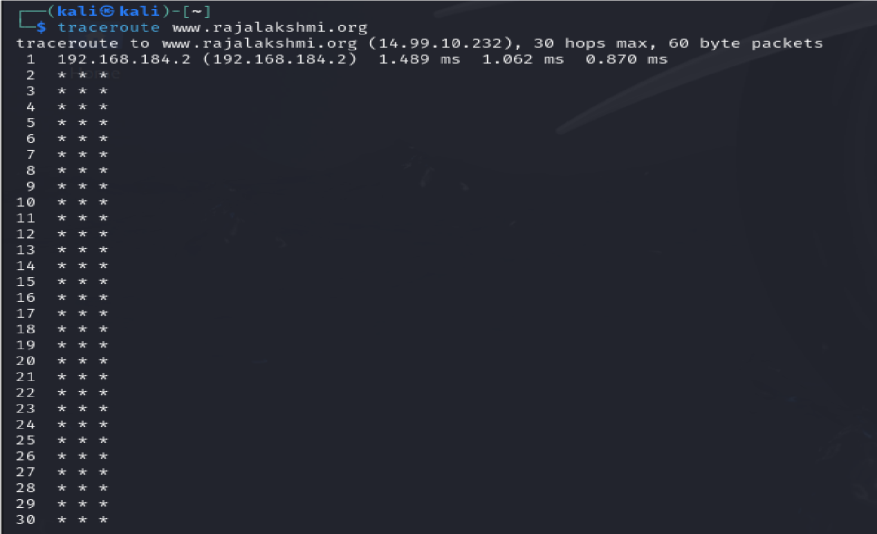 ┌──(kali㉿kali)-[~]
└─$ traceroute www.rajalakshmi.org
traceroute to www.rajalakshmi.org (14.99.10.232), 30 hops max, 60 byte packets
1 192.168.184.2 (192.168.184.2) 1.489 ms 1.062 ms 0.870 ms
2 * * *
3 * * *
4 * * *
5 * * *
6 * * *
7 * * *
8 * * *
9 * * *
10 * * *
11 * * *
12 * * *
13 * * *
14 * * *
15 * * *
16 * * *
17 * * *
18 * * *
19 * * *
20 * * *
21 * * *
22 * * *
23 * * *
24 * * *
25 * * *
26 * * *
27 * * *
28 * * *
29 * * *
30 * * *